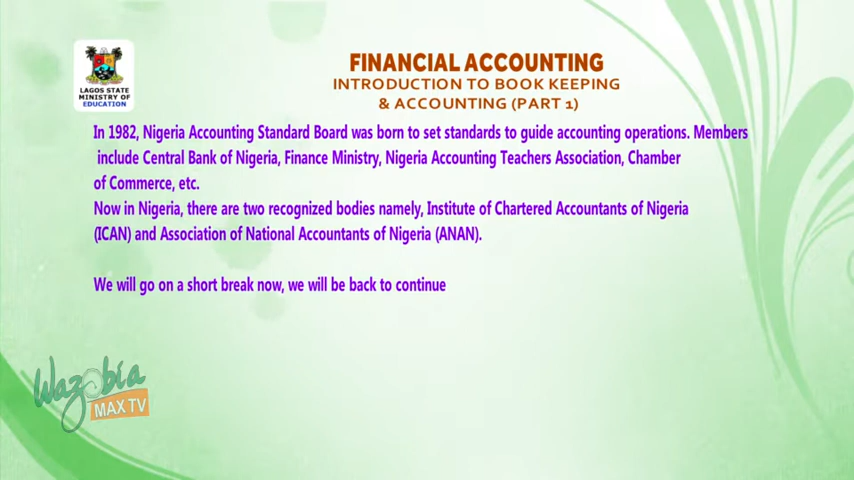 LAGOS STATE
MINISTRY OF
EDUCATION
FINANCIAL ACCOUNTING
INTRODUCTION TO BOOK KEEPING
& ACCOUNTING (PART 1)
In 1982, Nigeria Accounting Standard Board was born to set standards to guide accounting operations. Members
include Central Bank of Nigeria, Finance Ministry, Nigeria Accounting Teachers Association, Chamber
of Commerce, etc.
Now in Nigeria, there are two recognized bodies namely, Institute of Chartered Accountants of Nigeria
(ICAN) and Association of National Accountants of Nigeria (ANAN).
We will go on a short break now, we will be back to continue
Wazobia
MAX TV